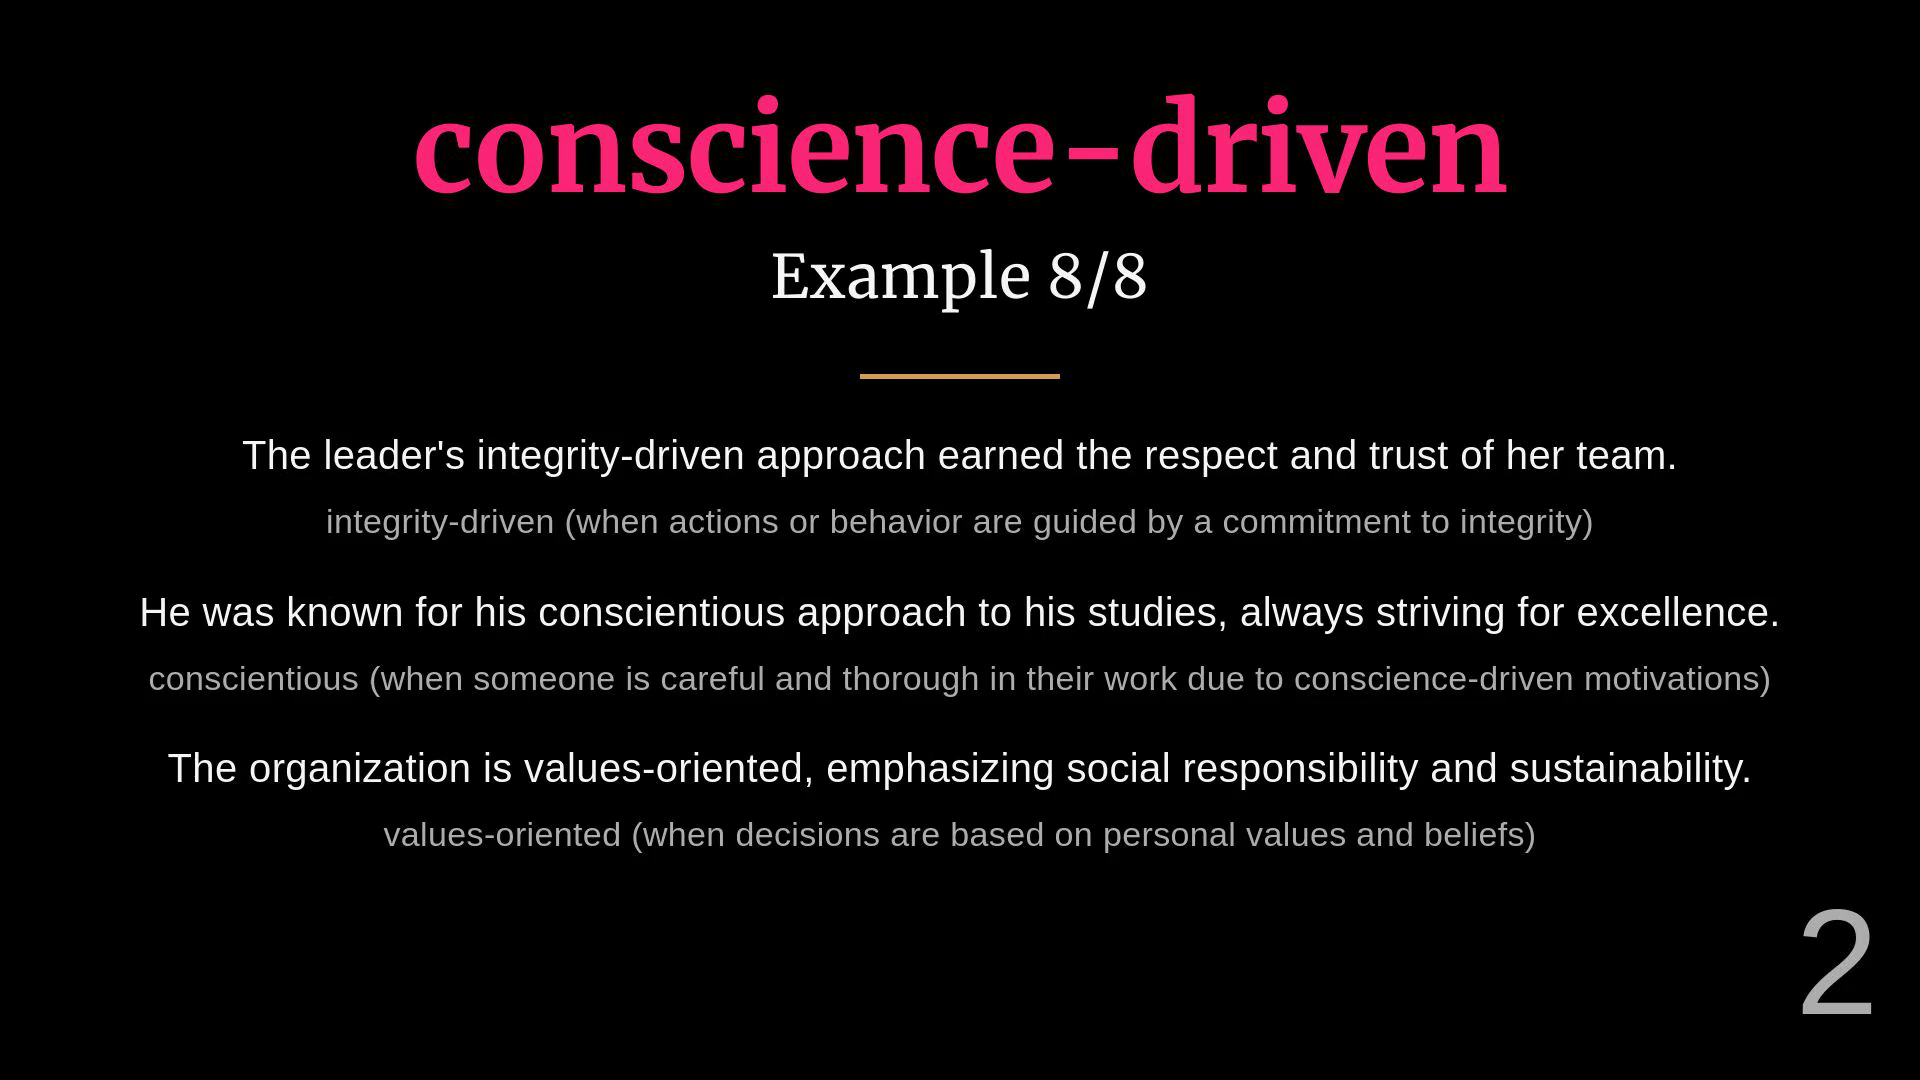 conscience-driven
Example 8/8
The leader's integrity-driven approach earned the respect and trust of her team.
integrity-driven (when actions or behavior are guided by a commitment to integrity)
He was known for his conscientious approach to his studies, always striving for excellence.
conscientious (when someone is careful and thorough in their work due to conscience-driven motivations)
The organization is values-oriented, emphasizing social responsibility and sustainability.
values-oriented (when decisions are based on personal values and beliefs)
2